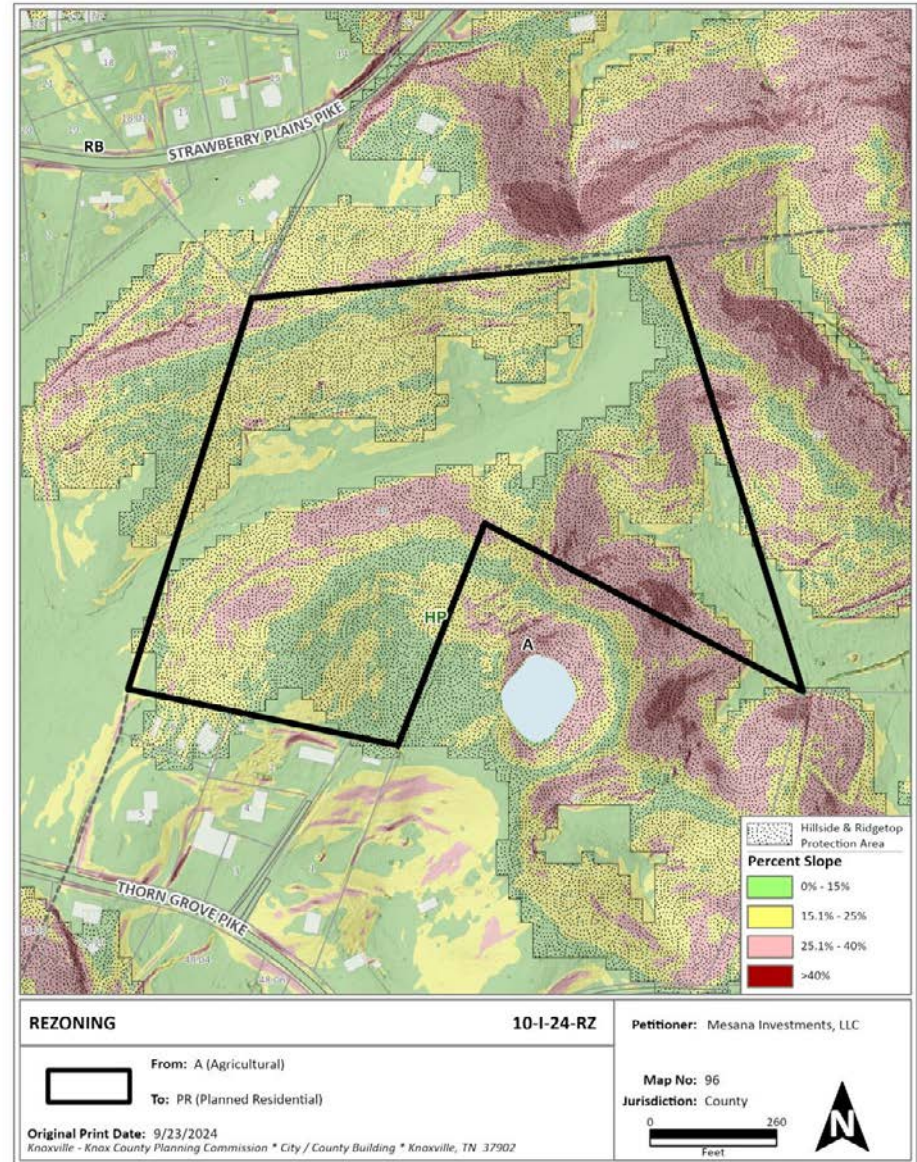 STRAWBERRY PLAINS PIKE
RB
HP
A
THORN GROVE PIKE
Hillside & Ridgetop
Protection Area
Percent Slope
0% - 15%
15.1% - 25%
25.1% - 40%
>40%
REZONING
10-I-24-RZ
From: A (Agricultural)
To: PR (Planned Residential)
Original Print Date: 9/23/2024
Knoxville - Knox County Planning Commission * City / County Building * Knoxville, TN 37902
Petitioner: Mesana Investments, LLC
Map No: 96
Jurisdiction: County
0 260
Feet
N